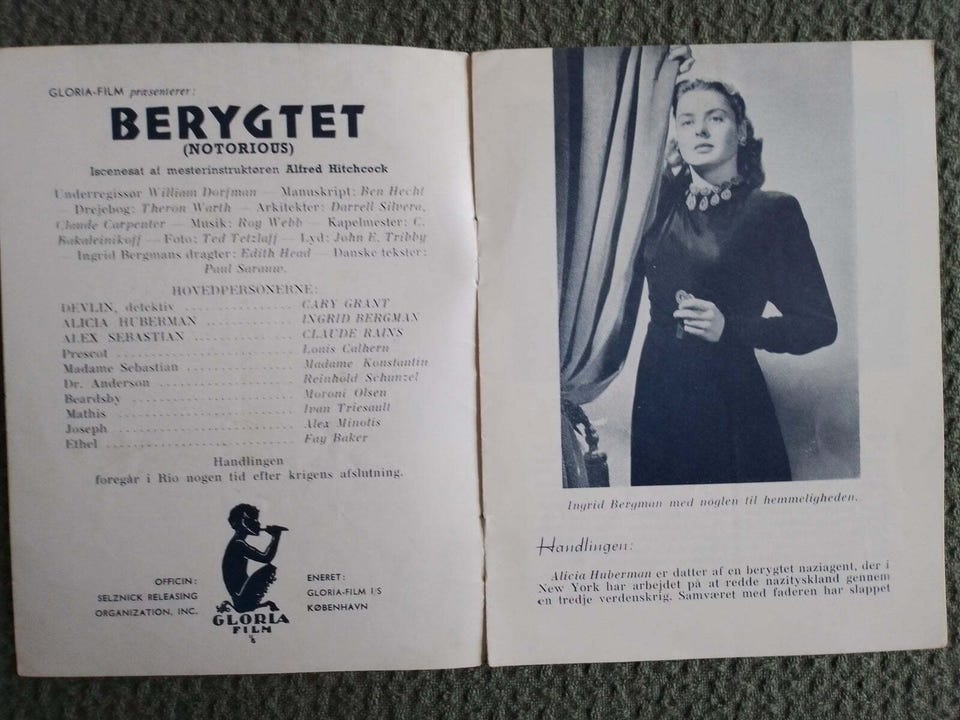 GLORIA-FILM præsenterer:
BERYGTET
(NOTORIOUS)
Iscenesat af mesterinstruktøren Alfred Hitchcock
Underregissør William Dorfman — Manuskript: Ben Hecht
— Drejebog: Theron Warth — Arkitekter: Darrell Silvera,
Claude Carpenter — Musik: Roy Webb — Kapelmester: C.
Bakaleinikoff — Foto: Ted Tetzlaff — Lyd: John E. Tribby
— Ingrid Bergmans dragter: Edith Head — Danske tekster:
Paul Sarauw.
HOVEDPERSONERNE:
DEVLIN, detektiv .................. CARY GRANT
ALICIA HUBERMAN .............. INGRID BERGMAN
ALEX SEBASTIAN ................ CLAUDE RAINS
Prescot ............................ Louis Calhern
Madame Sebastian ................ Madame Konstantin
Dr. Anderson .................... Reinhold Schunzel
Beardsby ........................ Moroni Olsen
Mathis .......................... Ivan Triesault
Joseph .......................... Alex Minotis
Ethel ........................... Fay Baker
Handlingen
foregår i Rio nogen tid efter krigens afslutning.
OFFICIN:
SELZNICK RELEASING
ORGANIZATION, INC.
GLORIA
FILM
I/S
ENERET:
GLORIA-FILM I/S
KØBENHAVN
Ingrid Bergman med nøglen til hemmeligheden.
Handlingen:
Alicia Huberman er datter af en berygtet naziagent, der i
New York har arbejdet på at redde nazityskland gennem
en tredje verdenskrig. Samværet med faderen har slappet